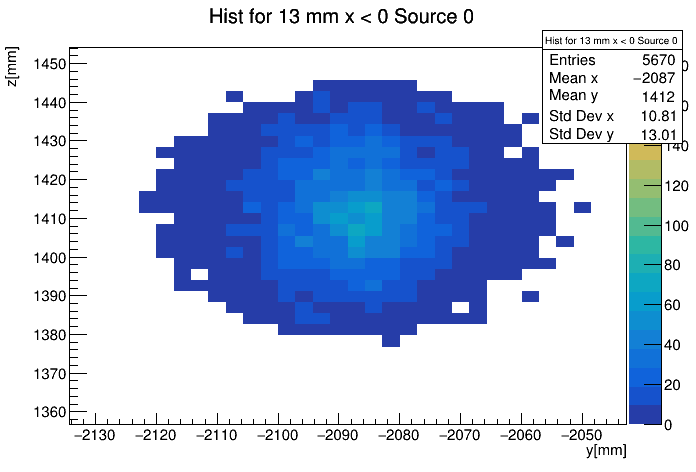 Hist for 13 mm x < 0 Source 0
z[mm]
Hist for 13 mm x < 0 Source 0
Entries 5670
Mean x −2087
Mean y 1412
Std Dev x 10.81
Std Dev y 13.01
1450
1440
1430
1420
1410
1400
1390
1380
1370
1360
140
120
100
80
60
40
20
0
−2130 −2120 −2110 −2100 −2090 −2080 −2070 −2060 −2050
y[mm]